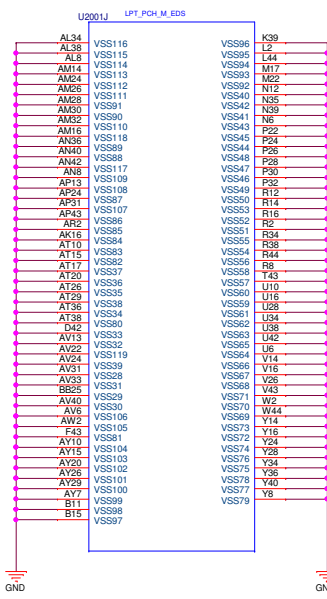 U2001J LPT_PCH_M_EDS
AL34 VSS116 VSS96 K39
AL38 VSS115 VSS95 L2
AL8 VSS114 VSS94 L44
AM14 VSS113 VSS93 M17
AM24 VSS112 VSS92 M22
AM26 VSS111 VSS40 N12
AM28 VSS91 VSS42 N35
AM30 VSS90 VSS41 N39
AM32 VSS110 VSS43 N6
AM16 VSS118 VSS45 P22
AN36 VSS89 VSS44 P24
AN40 VSS88 VSS48 P26
AN42 VSS117 VSS47 P28
AN8 VSS109 VSS46 P30
AP13 VSS108 VSS49 P32
AP24 VSS87 VSS50 R12
AP31 VSS107 VSS53 R14
AP43 VSS86 VSS52 R16
AR2 VSS85 VSS51 R2
AK16 VSS84 VSS55 R34
AT10 VSS83 VSS54 R38
AT15 VSS82 VSS56 R44
AT17 VSS37 VSS58 R8
AT20 VSS36 VSS57 T43
AT26 VSS35 VSS60 U10
AT29 VSS38 VSS59 U16
AT36 VSS34 VSS61 U28
AT38 VSS80 VSS62 U34
D42 VSS33 VSS63 U38
AV13 VSS32 VSS65 U42
AV22 VSS119 VSS64 U6
AV24 VSS39 VSS66 V14
AV31 VSS28 VSS67 V16
AV33 VSS31 VSS68 V26
BB25 VSS29 VSS71 V43
AV40 VSS30 VSS70 W2
AV6 VSS106 VSS69 W44
AW2 VSS105 VSS73 Y14
F43 VSS81 VSS72 Y16
AY10 VSS104 VSS74 Y24
AY15 VSS103 VSS76 Y28
AY20 VSS102 VSS75 Y34
AY26 VSS101 VSS78 Y36
AY29 VSS100 VSS77 Y40
AY7 VSS99 VSS79 Y8
B11 VSS98
B15 VSS97
GND